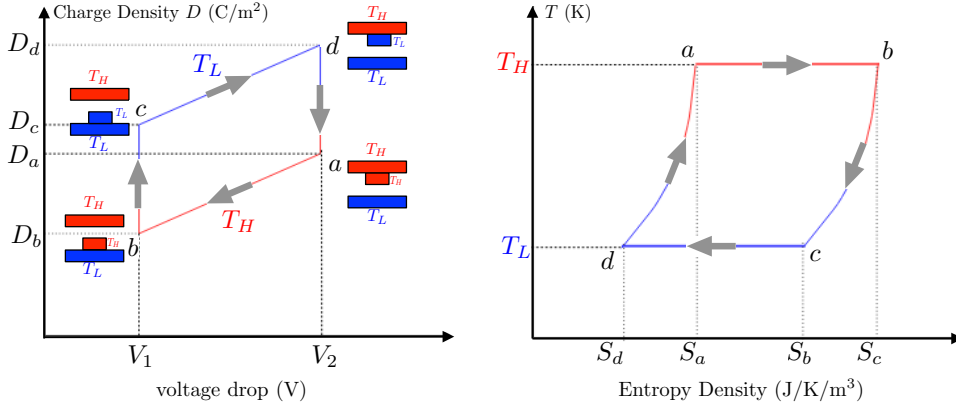 Charge Density D (C/m²)
D_d
D_c
D_a
D_b
T_H
T_L
T_L
d
T_L
T_H
T_L
T_L
c
T_H
T_H
T_L
a
T_H
T_H
T_H
T_L
b
V_1
V_2
voltage drop (V)
T (K)
T_H
a
b
T_L
d
c
S_d
S_a
S_b
S_c
Entropy Density (J/K/m³)